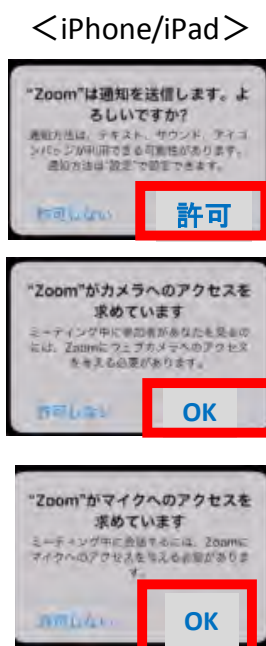 ＜iPhone/iPad＞
"Zoom"は通知を送信します。よ
ろしいですか?
通知方法は、テキスト、サウンド、アイコ
ンバッジが利用できる可能性があります。
通知方法は"設定"で設定できます。
許可しない
許可
"Zoom"がカメラへのアクセスを
求めています
ミーティング中に参加者があなたを見るの
には、Zoomにウェブカメラへのアクセス
を与える必要があります。
許可しない
OK
"Zoom"がマイクへのアクセスを
求めています
ミーティング中に会話するには、Zoomに
マイクへのアクセスを与える必要がありま
す。
許可しない
OK